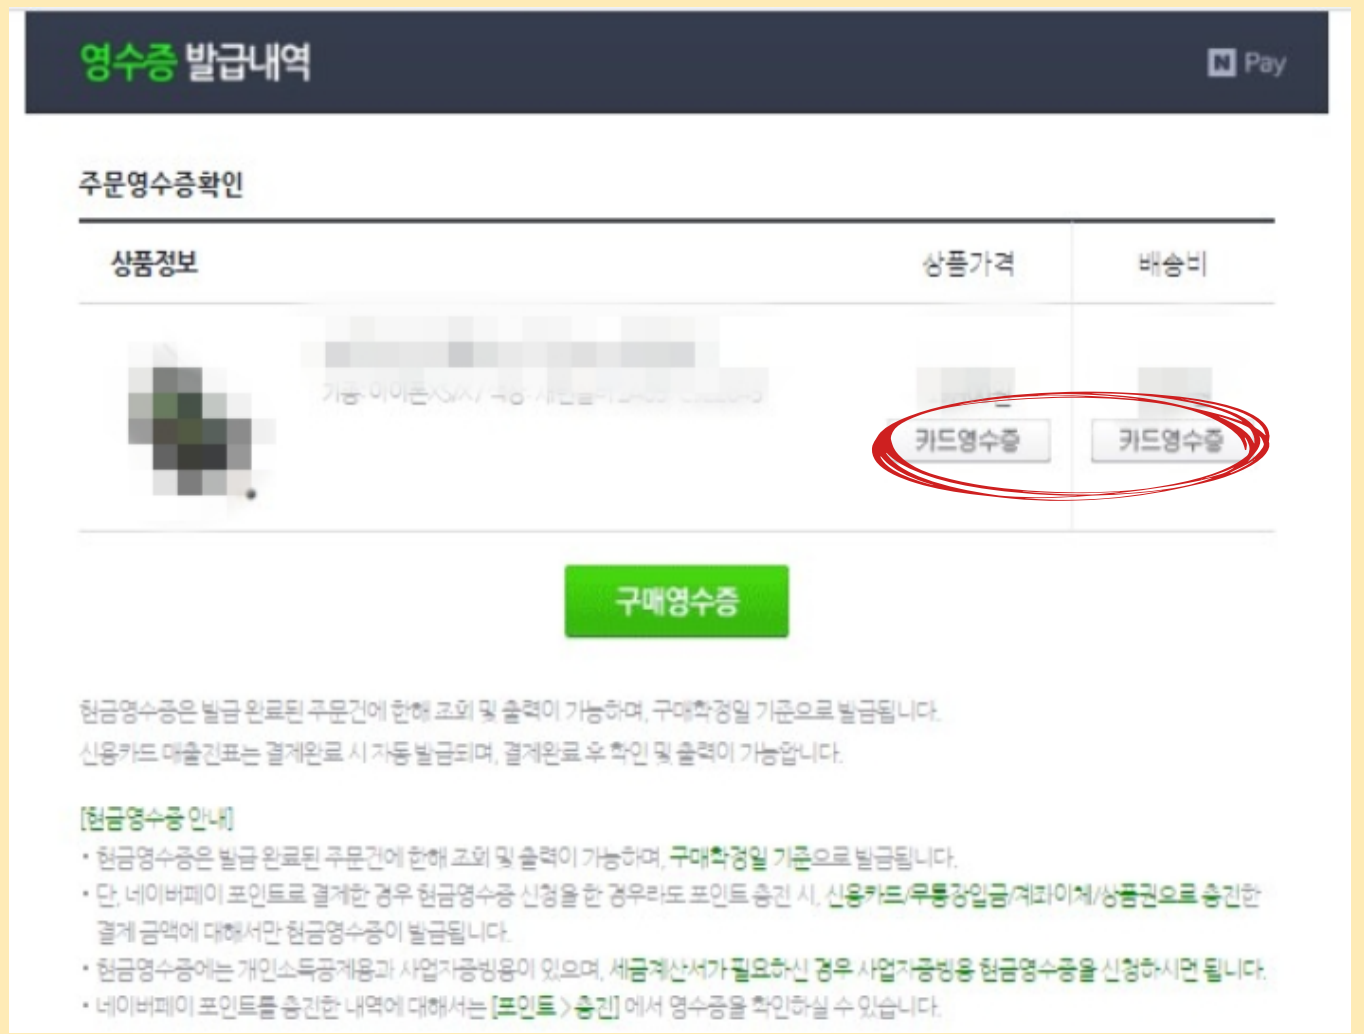 영수증 발급내역
N Pay
주문영수증확인
상품정보 상품가격 배송비
기종: 아이폰XS/X / 색상:
카드영수증 카드영수증
구매영수증
현금영수증은 발급 완료된 주문건에 한해 조회 및 출력이 가능하며, 구매확정일 기준으로 발급됩니다.
신용카드 매출전표는 결제완료 시 자동 발급되며, 결제완료 후 확인 및 출력이 가능합니다.
[현금영수증 안내]
• 현금영수증은 발급 완료된 주문건에 한해 조회 및 출력이 가능하며, 구매확정일 기준으로 발급됩니다.
• 단, 네이버페이 포인트로 결제한 경우 현금영수증 신청을 한 경우라도 포인트 충전 시, 신용카드/무통장입금/계좌이체/상품권으로 충전한
결제 금액에 대해서만 현금영수증이 발급됩니다.
• 현금영수증에는 개인소득공제용과 사업자증빙용이 있으며, 세금계산서가 필요하신 경우 사업자증빙용 현금영수증을 신청하시면 됩니다.
• 네이버페이 포인트를 충전한 내역에 대해서는 [포인트 > 충전] 에서 영수증을 확인하실 수 있습니다.